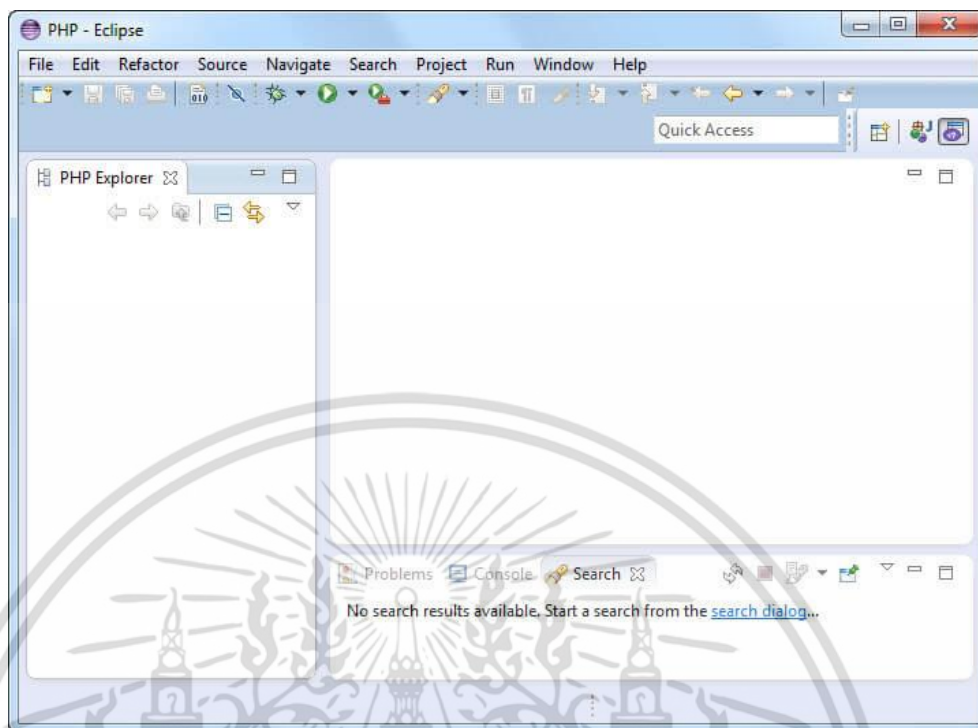 PHP - Eclipse
File Edit Refactor Source Navigate Search Project Run Window Help
Quick Access
PHP Explorer
Problems Console Search
No search results available. Start a search from the search dialog...